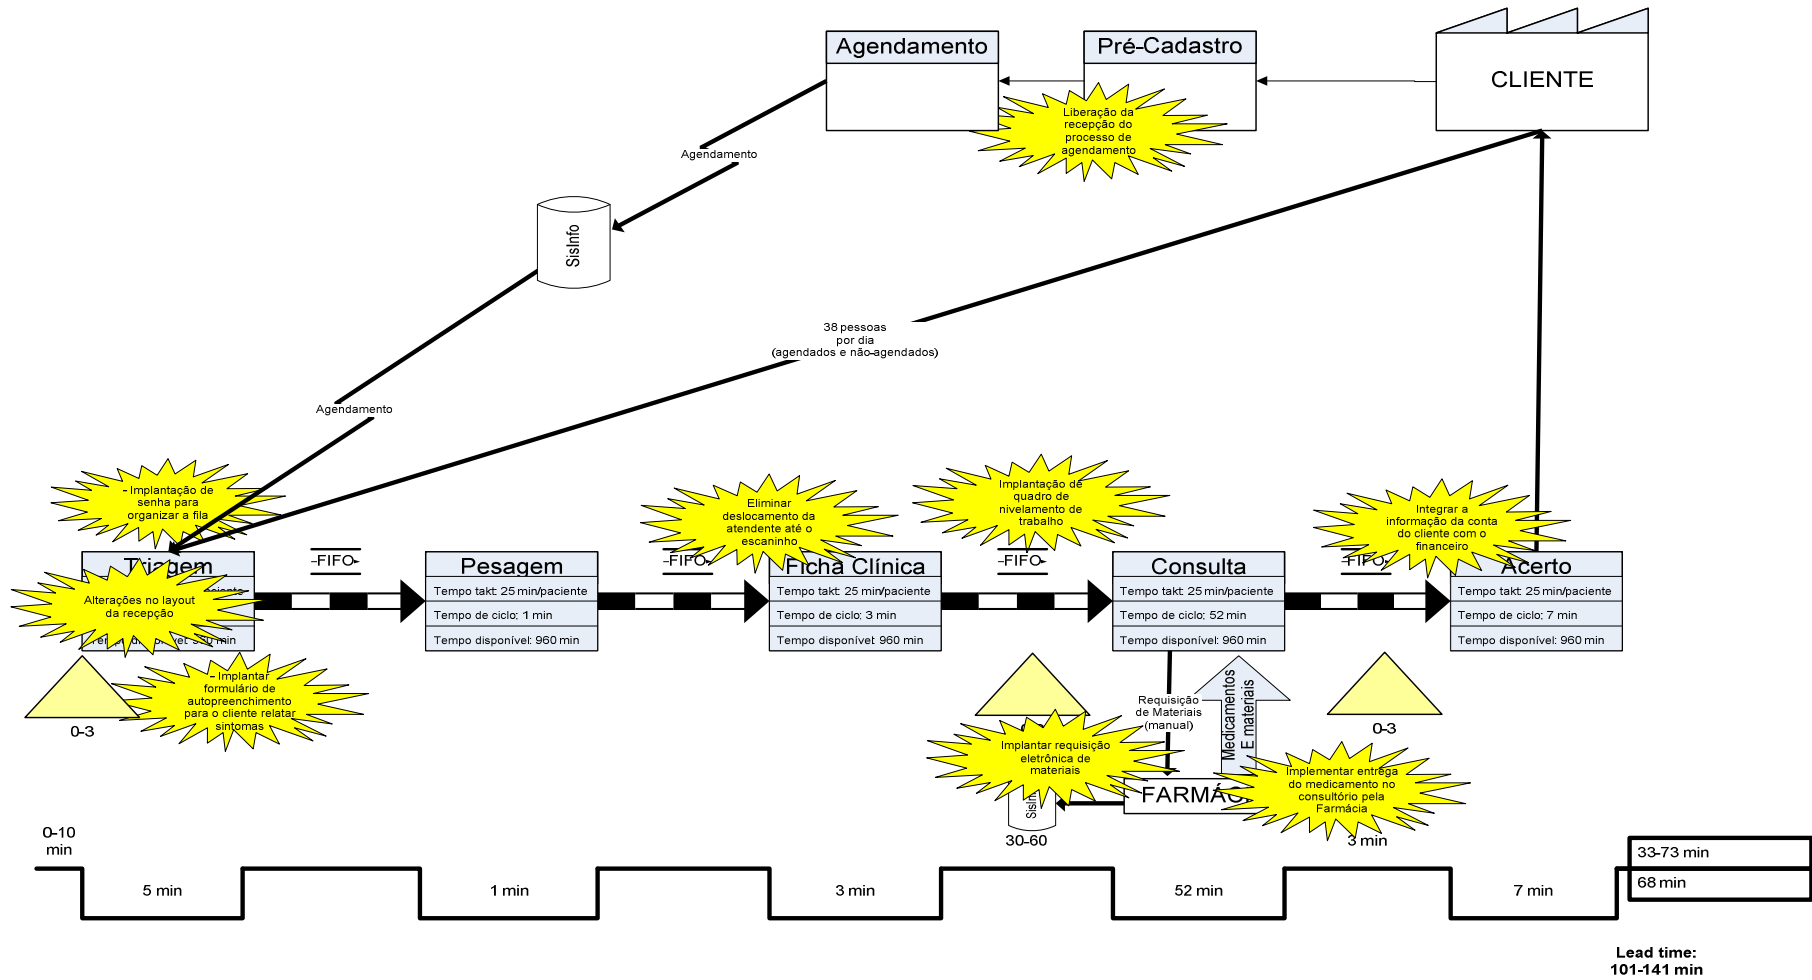 Agendamento
Pré-Cadastro
CLIENTE
Liberação da
recepção do
processo de
agendamento
Agendamento
SisInfo
38 pessoas
por dia
(agendados e não-agendados)
Agendamento
- Implantação de
senha para
organizar a fila
Eliminar
deslocamento da
atendente até o
escaninho
Implantação de
quadro de
nivelamento de
trabalho
Integrar a
informação da conta
do cliente com o
financeiro
Triagem
Alterações no layout
da recepção
min
FIFO
Pesagem
Tempo takt: 25 min/paciente
Tempo de ciclo: 1 min
Tempo disponível: 960 min
FIFO
Ficha Clínica
Tempo takt: 25 min/paciente
Tempo de ciclo: 3 min
Tempo disponível: 960 min
FIFO
Consulta
Tempo takt: 25 min/paciente
Tempo de ciclo: 52 min
Tempo disponível: 960 min
FIFO
Acerto
Tempo takt: 25 min/paciente
Tempo de ciclo: 7 min
Tempo disponível: 960 min
0-3
- Implantar
formulário de
autopreenchimento
para o cliente relatar
sintomas
Requisição
de Materiais
(manual)
Medicamentos
E materiais
0-3
Implantar requisição
eletrônica de
materiais
Implementar entrega
do medicamento no
consultório pela
Farmácia
0-10
min
30-60
3 min
5 min
1 min
3 min
52 min
7 min
33-73 min
68 min
Lead time:
101-141 min